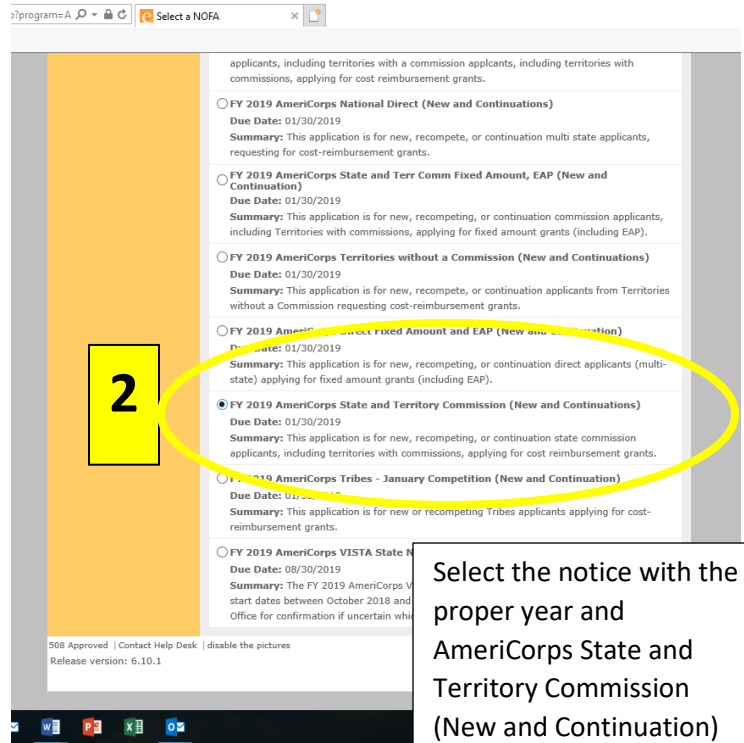 o?program=A
Select a NOFA
applicants, including territories with a commission applcants, including territories with
commissions, applying for cost reimbursement grants.
FY 2019 AmeriCorps National Direct (New and Continuations)
Due Date: 01/30/2019
Summary: This application is for new, recompete, or continuation multi state applicants,
requesting for cost-reimbursement grants.
FY 2019 AmeriCorps State and Terr Comm Fixed Amount, EAP (New and
Continuation)
Due Date: 01/30/2019
Summary: This application is for new, recompeting, or continuation commission applicants,
including Territories with commissions, applying for fixed amount grants (including EAP).
FY 2019 AmeriCorps Territories without a Commission (New and Continuations)
Due Date: 01/30/2019
Summary: This application is for new, recompete, or continuation applicants from Territories
without a Commission requesting cost-reimbursement grants.
FY 2019 AmeriCorps Direct Fixed Amount and EAP (New and Continuation)
Due Date: 01/30/2019
Summary: This application is for new, recompeting, or continuation direct applicants (multi-
state) applying for fixed amount grants (including EAP).
2
FY 2019 AmeriCorps State and Territory Commission (New and Continuations)
Due Date: 01/30/2019
Summary: This application is for new, recompeting, or continuation state commission
applicants, including territories with commissions, applying for cost reimbursement grants.
FY 2019 AmeriCorps Tribes - January Competition (New and Continuation)
Due Date: 01/30/2019
Summary: This application is for new or recompeting Tribes applicants applying for cost-
reimbursement grants.
FY 2019 AmeriCorps VISTA State N
Due Date: 08/30/2019
Summary: The FY 2019 AmeriCorps V
start dates between October 2018 and
Office for confirmation if uncertain whi
Select the notice with the
proper year and
AmeriCorps State and
Territory Commission
(New and Continuation)
508 Approved | Contact Help Desk | disable the pictures
Release version: 6.10.1